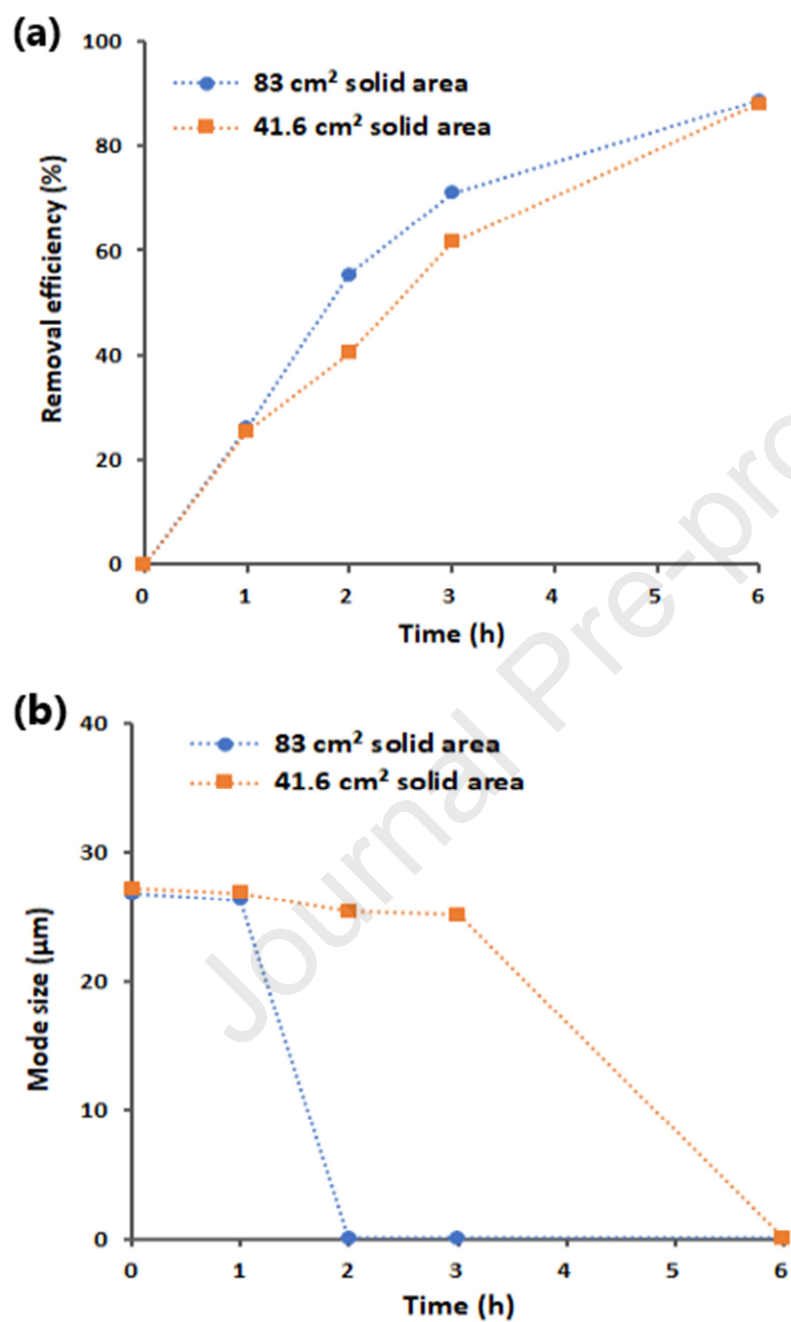 (a)
100
80
60
40
20
0
Removal efficiency (%)
83 cm² solid area
41.6 cm² solid area
0 1 2 3 4 5 6
Time (h)
(b)
40
30
20
10
0
Mode size (μm)
83 cm² solid area
41.6 cm² solid area
0 1 2 3 4 5 6
Time (h)
Journal Pre-pro